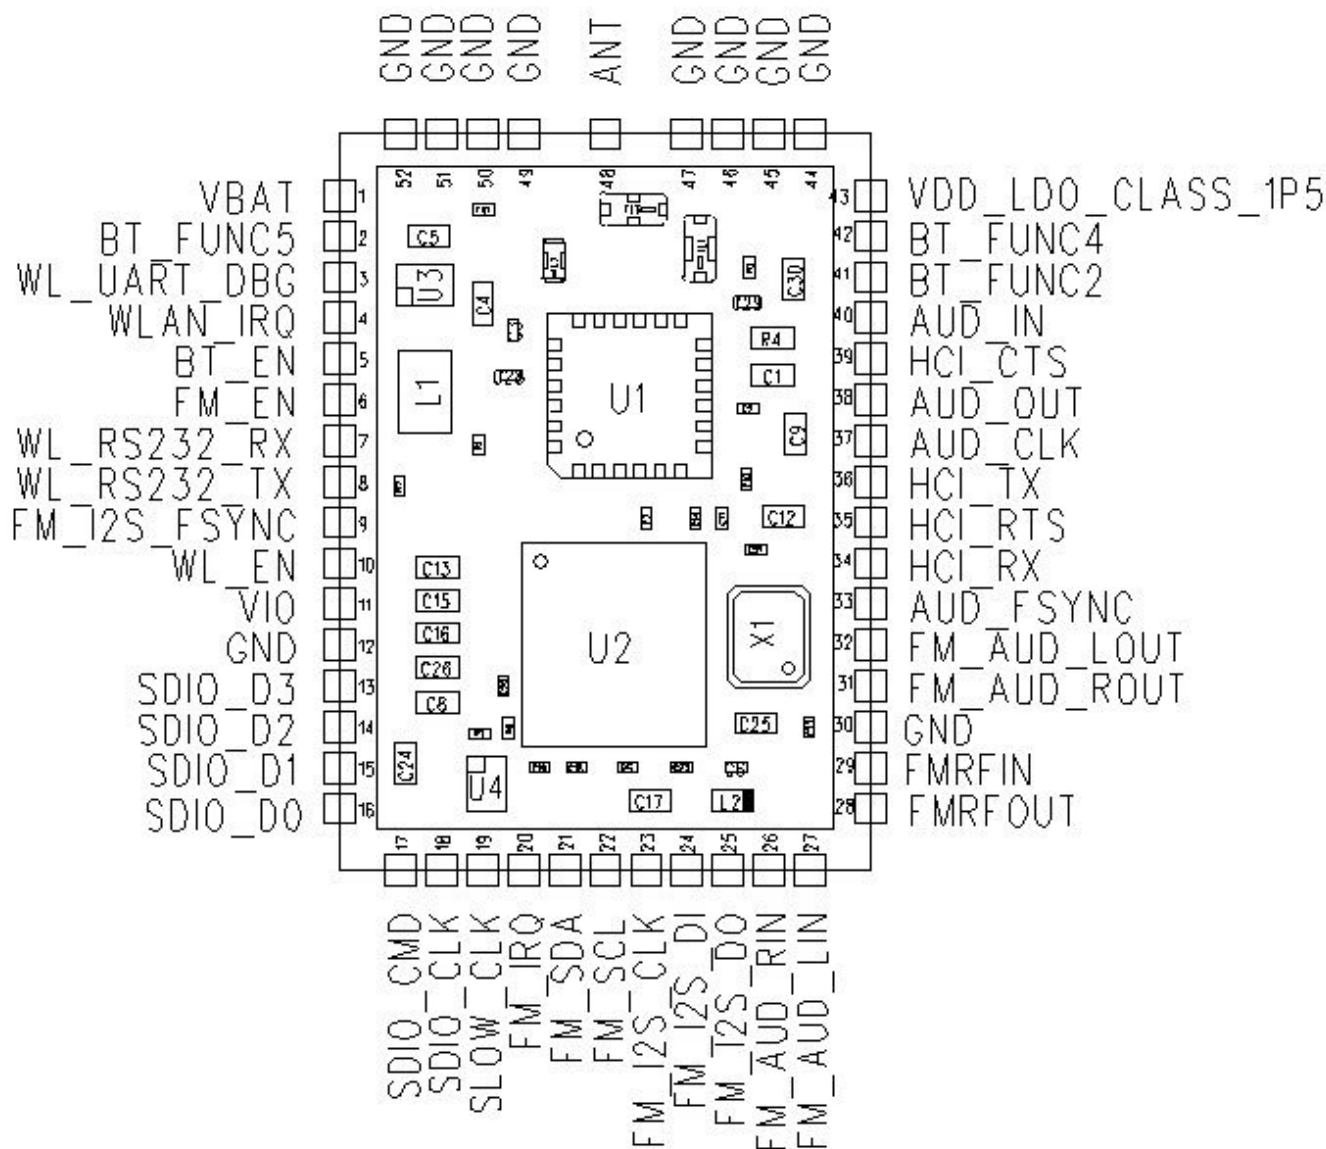 GND GND GND GND ANT GND GND GND GND
52 51 50 49 48 47 46 45 44
VBAT 1
BT_FUNC5 2
WL_UART_DBG 3
WLAN_IRQ 4
BT_EN 5
FM_EN 6
WL_RS232_RX 7
WL_RS232_TX 8
FM_I2S_FSYNC 9
WL_EN 10
VIO 11
GND 12
SDIO_D3 13
SDIO_D2 14
SDIO_D1 15
SDIO_D0 16
C5
U3
C4
L1
C28
U1
C30
C29
R4
C1
C9
C12
C13
C15
C16
C26
C8
C24
U2
X1
C25
U4
C17
L2
43 VDD_LDO_CLASS_1P5
42 BT_FUNC4
41 BT_FUNC2
40 AUD_IN
39 HCI_CTS
38 AUD_OUT
37 AUD_CLK
36 HCI_TX
35 HCI_RTS
34 HCI_RX
33 AUD_FSYNC
32 FM_AUD_LOUT
31 FM_AUD_ROUT
30 GND
29 FMRFIN
28 FMRFOUT
17 18 19 20 21 22 23 24 25 26 27
SDIO_CMD
SDIO_CLK
SLOW_CLK
FM_IRQ
FM_SDA
FM_SCL
FM_I2S_CLK
FM_I2S_DI
FM_I2S_DO
FM_AUD_RIN
FM_AUD_LIN